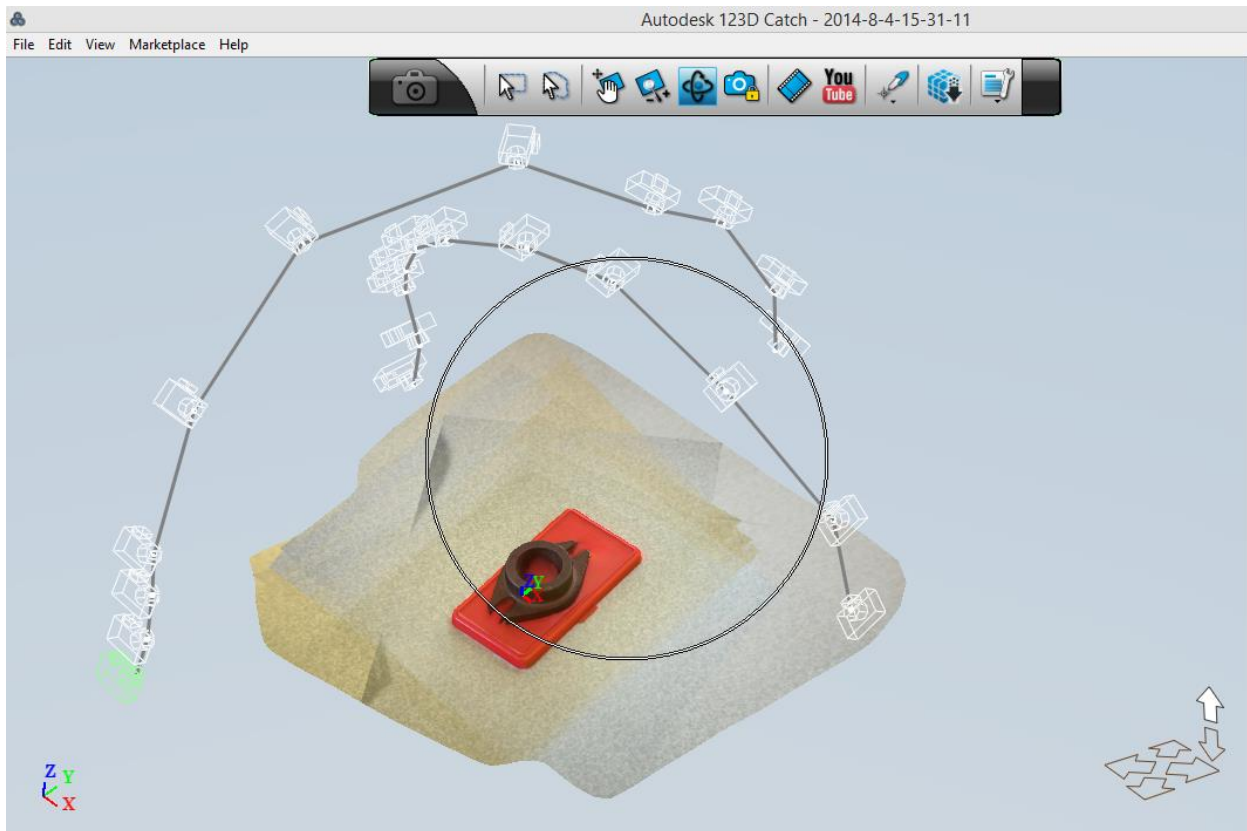 Autodesk 123D Catch - 2014-8-4-15-31-11
File Edit View Marketplace Help
You
Tube
Z Y
X
Z Y
X